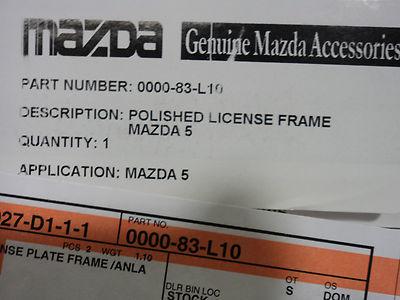 mazda Genuine Mazda Accessories
PART NUMBER: 0000-83-L10
DESCRIPTION: POLISHED LICENSE FRAME
MAZDA 5
QUANTITY: 1
APPLICATION: MAZDA 5
027-D1-1-1
PART NO.
0000-83-L10
PCS 2 WGT 1.10
NSE PLATE FRAME /ANLA
DLR BIN LOC
STOCK
OT
S
OS
DOM